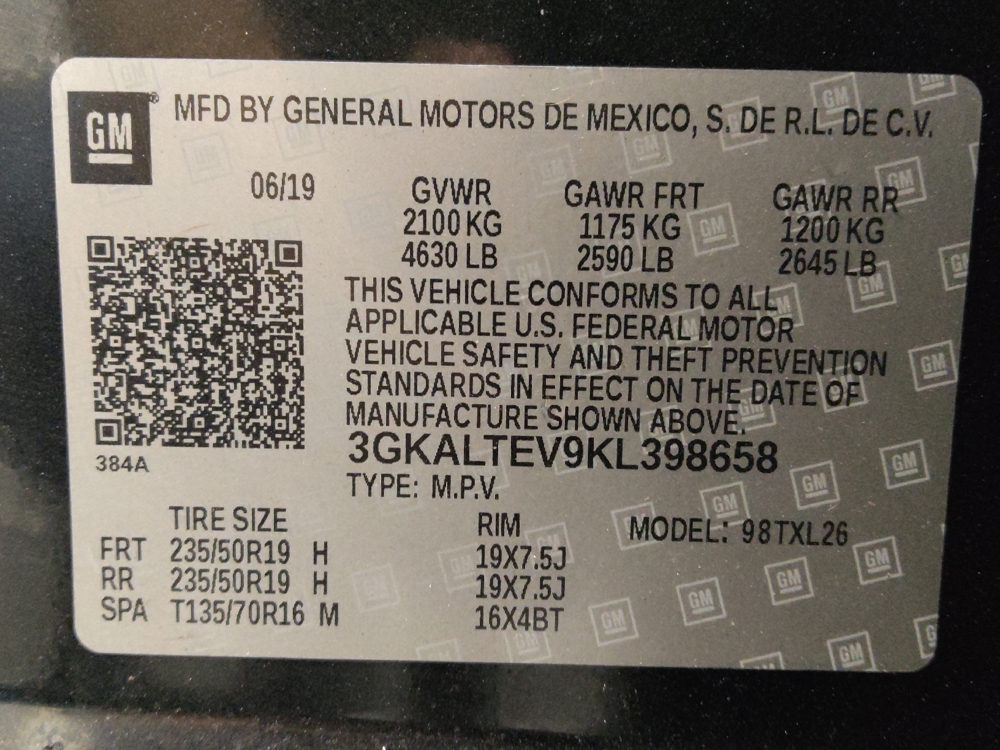 GM® MFD BY GENERAL MOTORS DE MEXICO, S. DE R.L. DE C.V.
06/19 GVWR GAWR FRT GAWR RR
2100 KG 1175 KG 1200 KG
4630 LB 2590 LB 2645 LB
THIS VEHICLE CONFORMS TO ALL
APPLICABLE U.S. FEDERAL MOTOR
VEHICLE SAFETY AND THEFT PREVENTION
STANDARDS IN EFFECT ON THE DATE OF
MANUFACTURE SHOWN ABOVE.
3GKALTEV9KL398658
384A
TYPE: M.P.V.
TIRE SIZE RIM MODEL: 98TXL26
FRT 235/50R19 H 19X7.5J
RR 235/50R19 H 19X7.5J
SPA T135/70R16 M 16X4BT